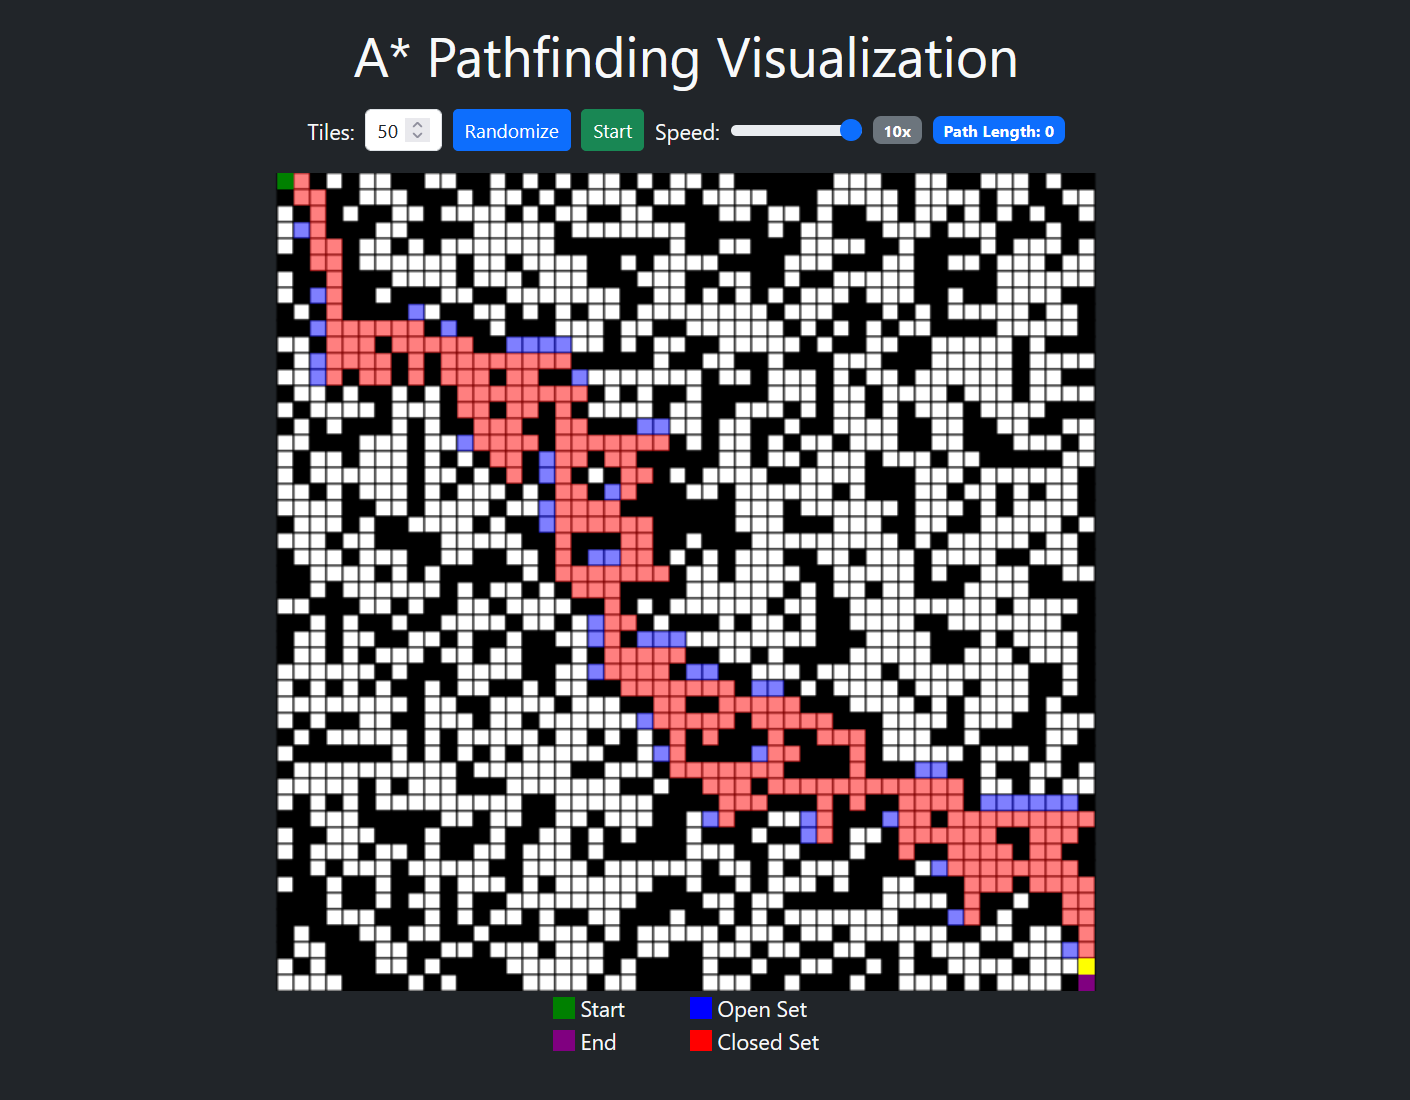 A* Pathfinding Visualization
Tiles: 50 Randomize Start Speed: 10x Path Length: 0
Start Open Set
End Closed Set